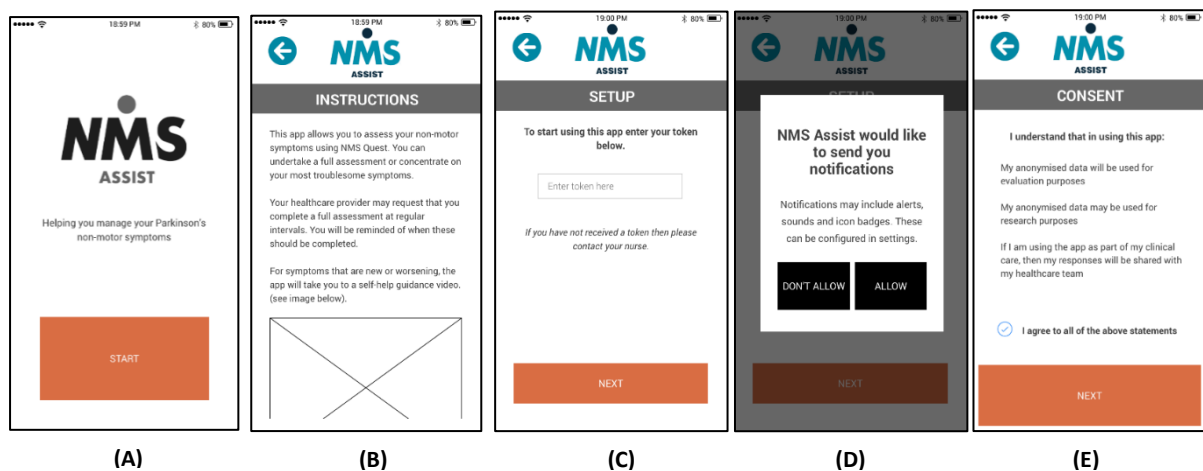 18:59 PM
80%
NMS
ASSIST
Helping you manage your Parkinson's
non-motor symptoms
START
(A)
18:59 PM
80%
NMS
ASSIST
INSTRUCTIONS
This app allows you to assess your non-motor
symptoms using NMS Quest. You can
undertake a full assessment or concentrate on
your most troublesome symptoms.
Your healthcare provider may request that you
complete a full assessment at regular
intervals. You will be reminded of when these
should be completed.
For symptoms that are new or worsening, the
app will take you to a self-help guidance video.
(see image below).
(B)
19:00 PM
80%
NMS
ASSIST
SETUP
To start using this app enter your token
below.
Enter token here
If you have not received a token then please
contact your nurse.
NEXT
(C)
19:00 PM
80%
NMS
ASSIST
SETUP
NMS Assist would like
to send you
notifications
Notifications may include alerts,
sounds and icon badges. These
can be configured in settings.
DON'T ALLOW
ALLOW
NEXT
(D)
19:00 PM
80%
NMS
ASSIST
CONSENT
I understand that in using this app:
My anonymised data will be used for
evaluation purposes
My anonymised data may be used for
research purposes
If I am using the app as part of my clinical
care, then my responses will be shared with
my healthcare team
I agree to all of the above statements
NEXT
(E)